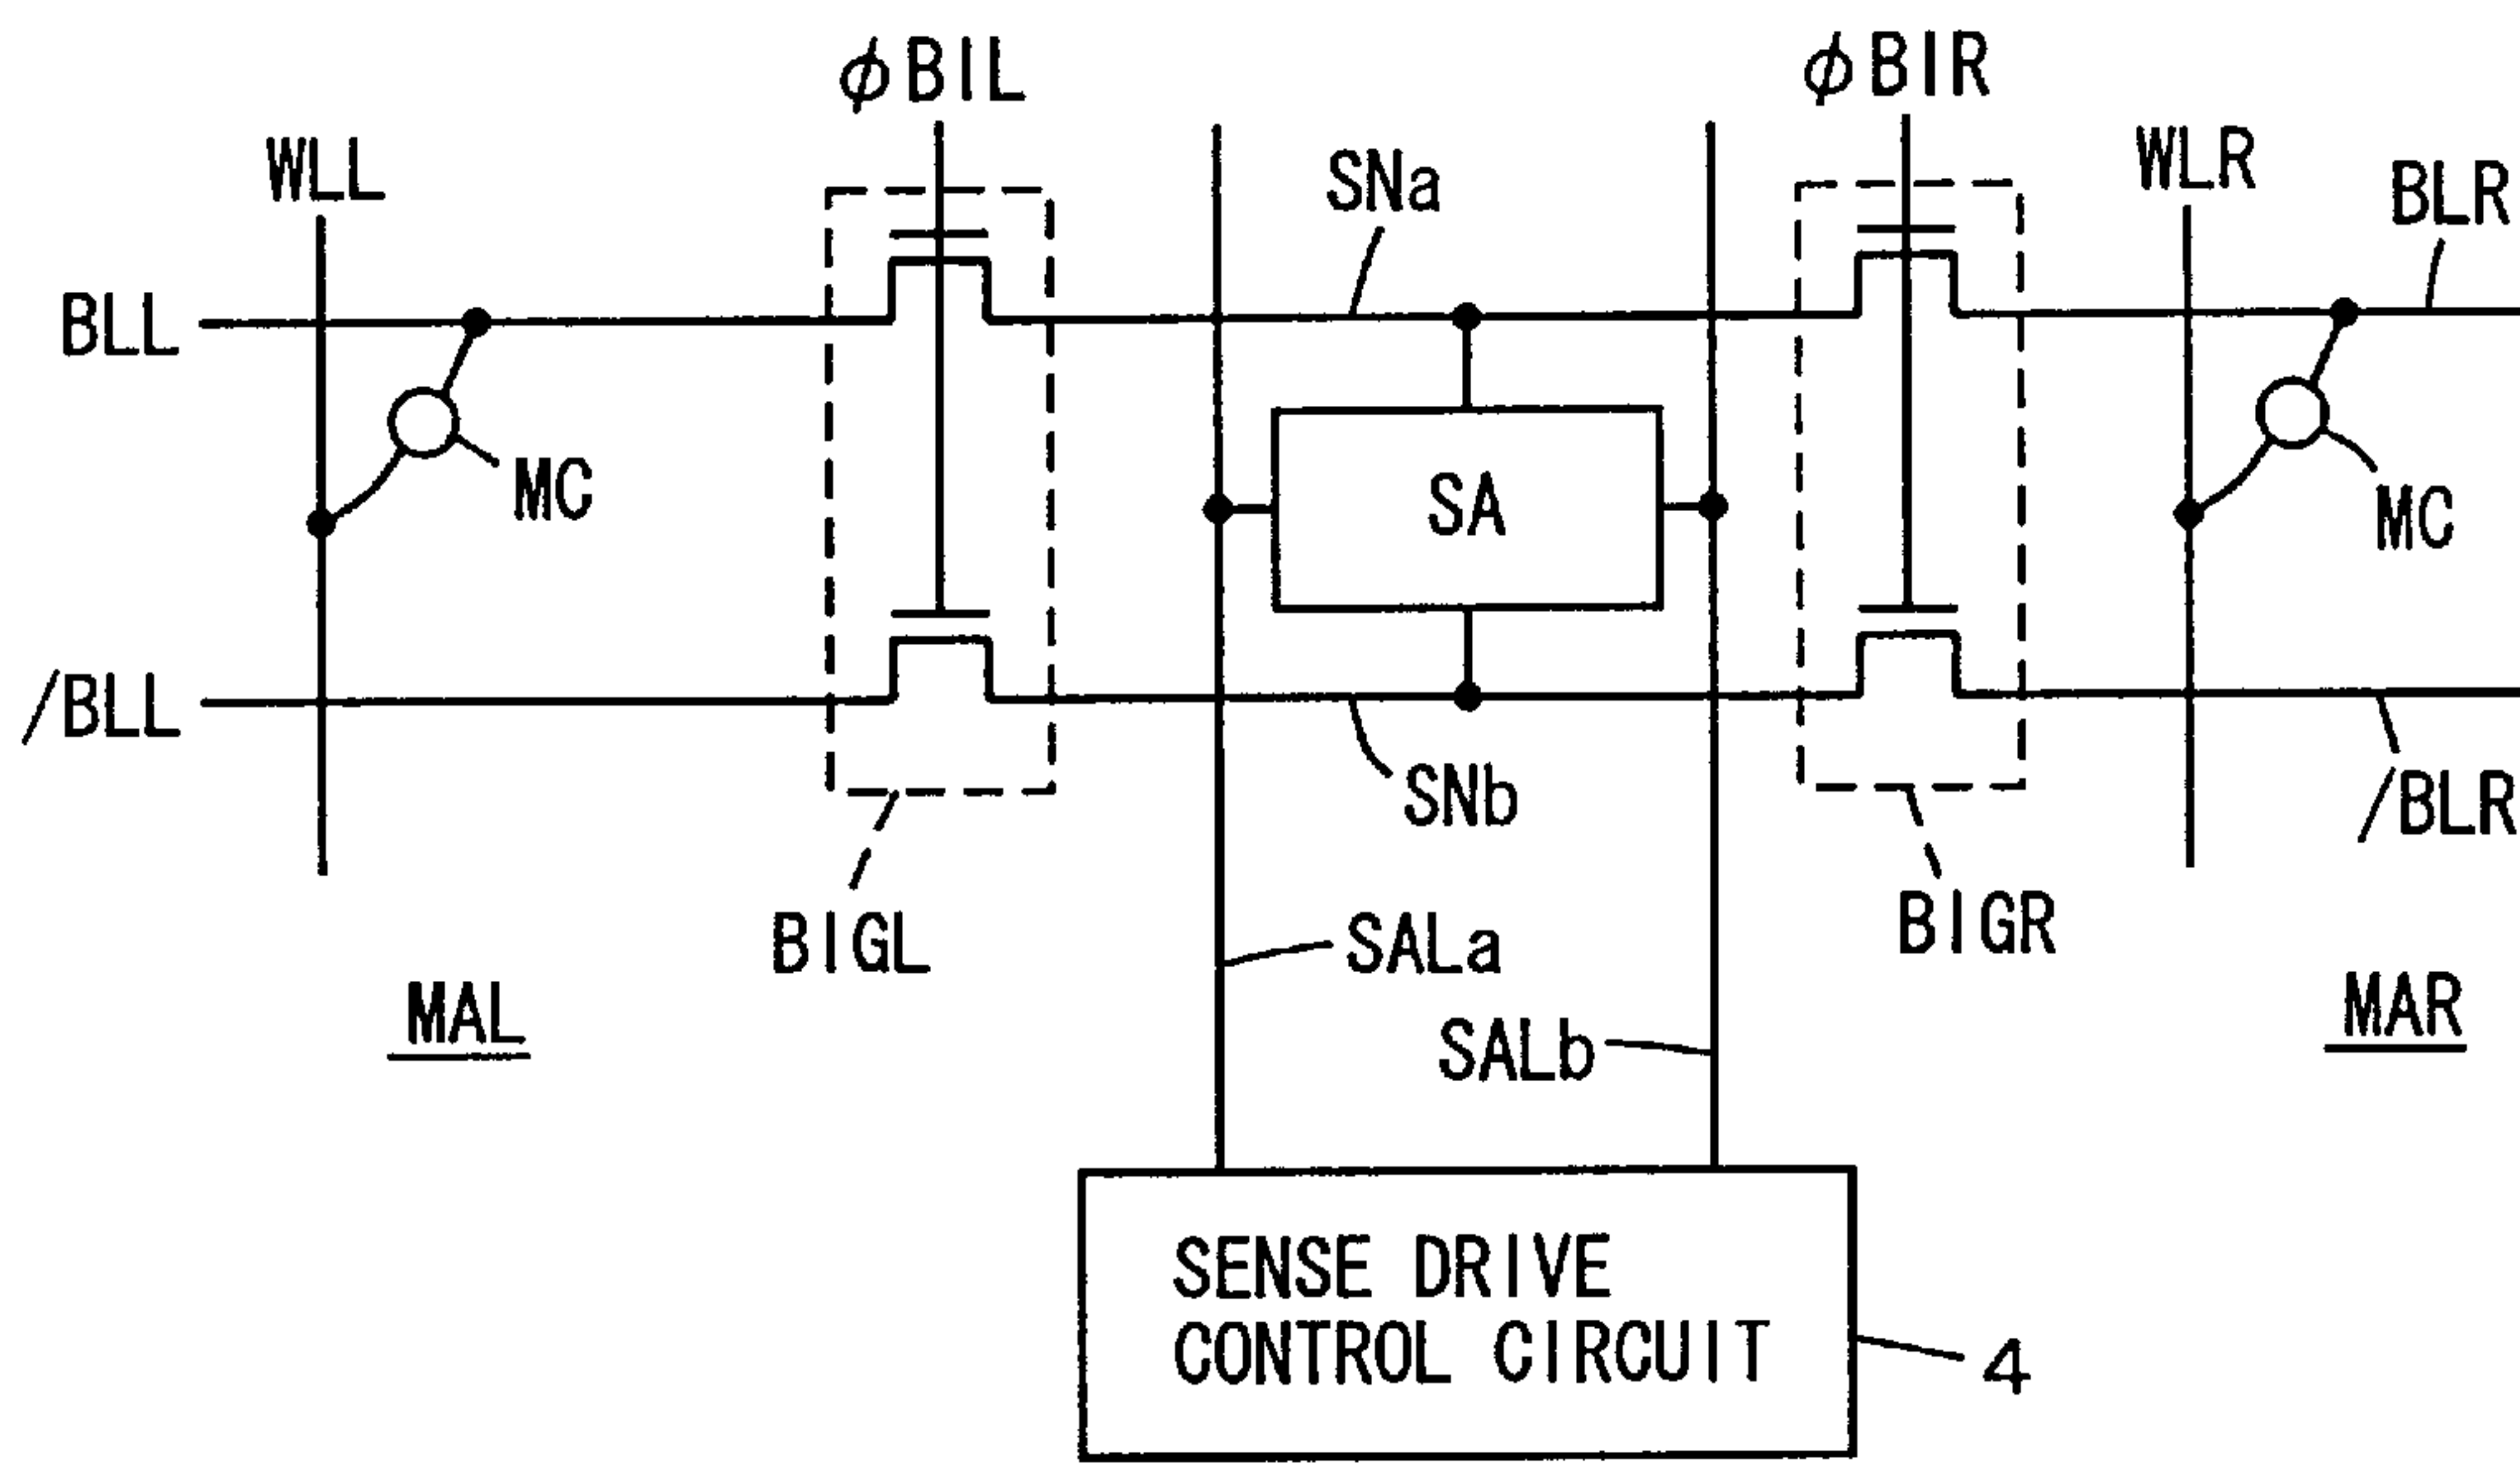 φBIL
φBIR
WLL
SNa
WLR
BLR
BLL
MC
SA
MC
/BLL
SNb
/BLR
BIGL
SALa
BIGR
MAL
SALb
MAR
SENSE DRIVE
CONTROL CIRCUIT
4